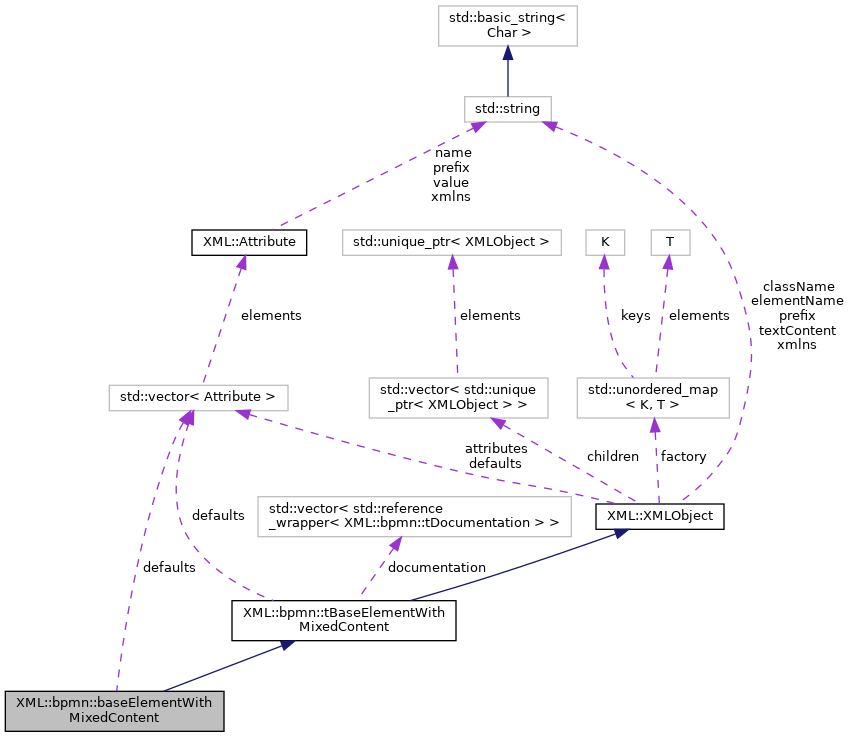 std::basic_string<
Char >
std::string
name
prefix
value
xmlns
XML::Attribute
std::unique_ptr< XMLObject >
K
T
className
elementName
prefix
textContent
xmlns
elements
elements
keys
elements
std::vector< Attribute >
std::vector< std::unique
_ptr< XMLObject > >
std::unordered_map
< K, T >
attributes
defaults
children
factory
defaults
std::vector< std::reference
_wrapper< XML::bpmn::tDocumentation > >
XML::XMLObject
defaults
documentation
XML::bpmn::tBaseElementWith
MixedContent
XML::bpmn::baseElementWith
MixedContent